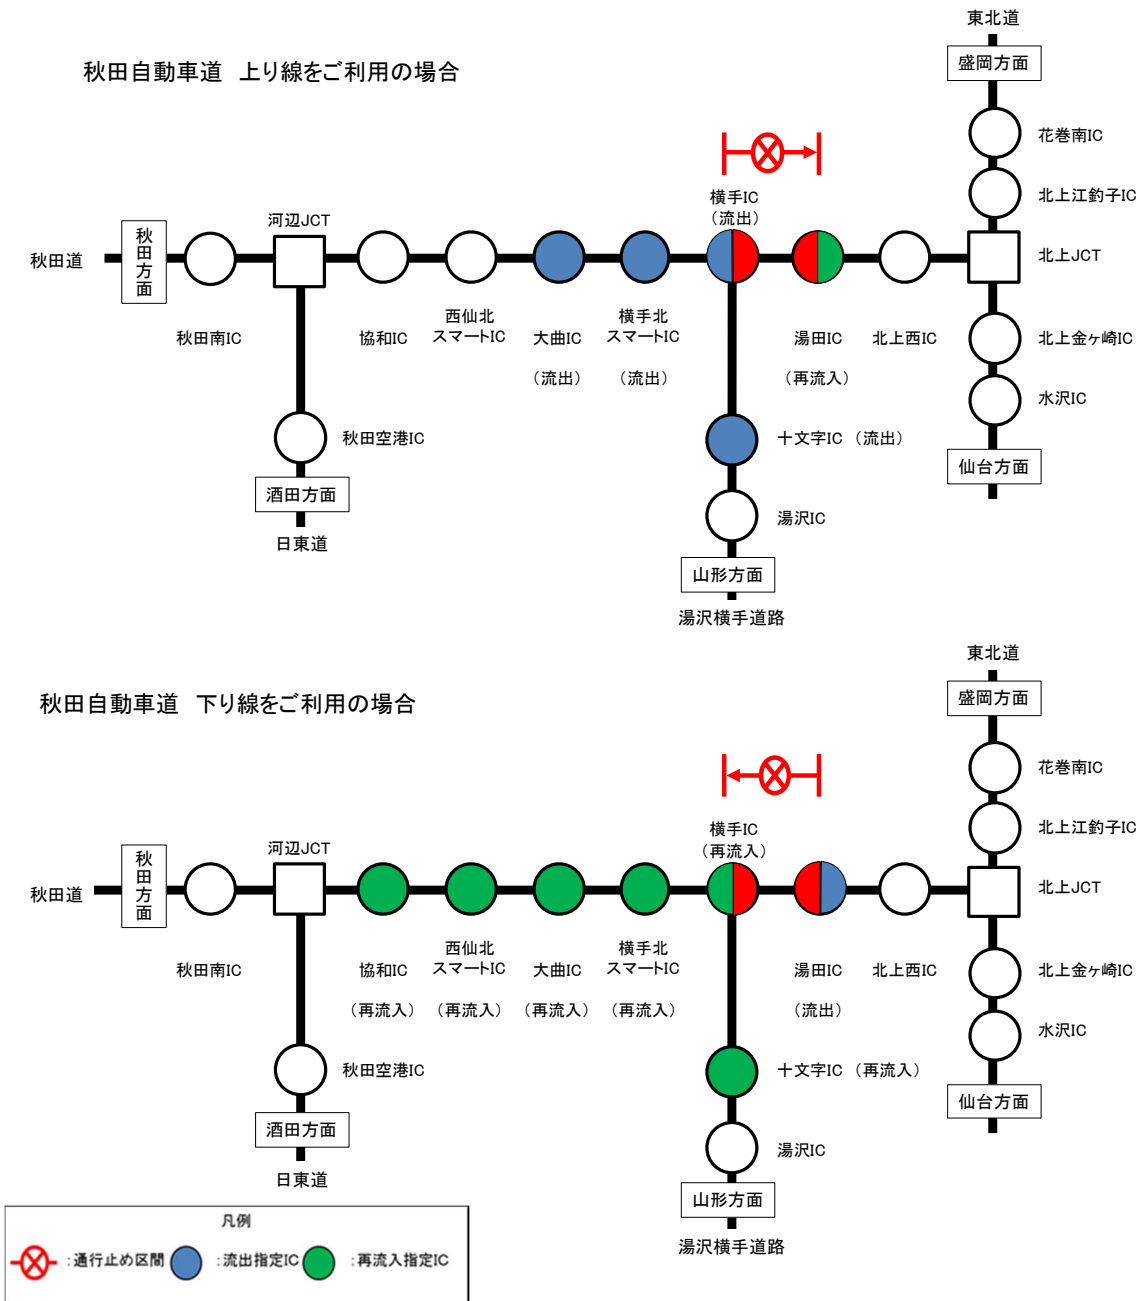 東北道
秋田自動車道 上り線をご利用の場合
盛岡方面
花巻南IC
北上江釣子IC
横手IC
(流出)
河辺JCT
秋田道
秋田方面
北上JCT
秋田南IC
協和IC
西仙北
スマートIC
大曲IC
(流出)
横手北
スマートIC
(流出)
湯田IC
(再流入)
北上西IC
北上金ヶ崎IC
水沢IC
秋田空港IC
十文字IC (流出)
仙台方面
酒田方面
日東道
湯沢IC
山形方面
湯沢横手道路
東北道
秋田自動車道 下り線をご利用の場合
盛岡方面
花巻南IC
北上江釣子IC
横手IC
(再流入)
河辺JCT
秋田道
秋田方面
北上JCT
秋田南IC
協和IC
(再流入)
西仙北
スマートIC
(再流入)
大曲IC
(再流入)
横手北
スマートIC
(再流入)
湯田IC
(流出)
北上西IC
北上金ヶ崎IC
水沢IC
秋田空港IC
十文字IC (再流入)
仙台方面
酒田方面
日東道
湯沢IC
山形方面
湯沢横手道路
凡例
:通行止め区間 :流出指定IC :再流入指定IC